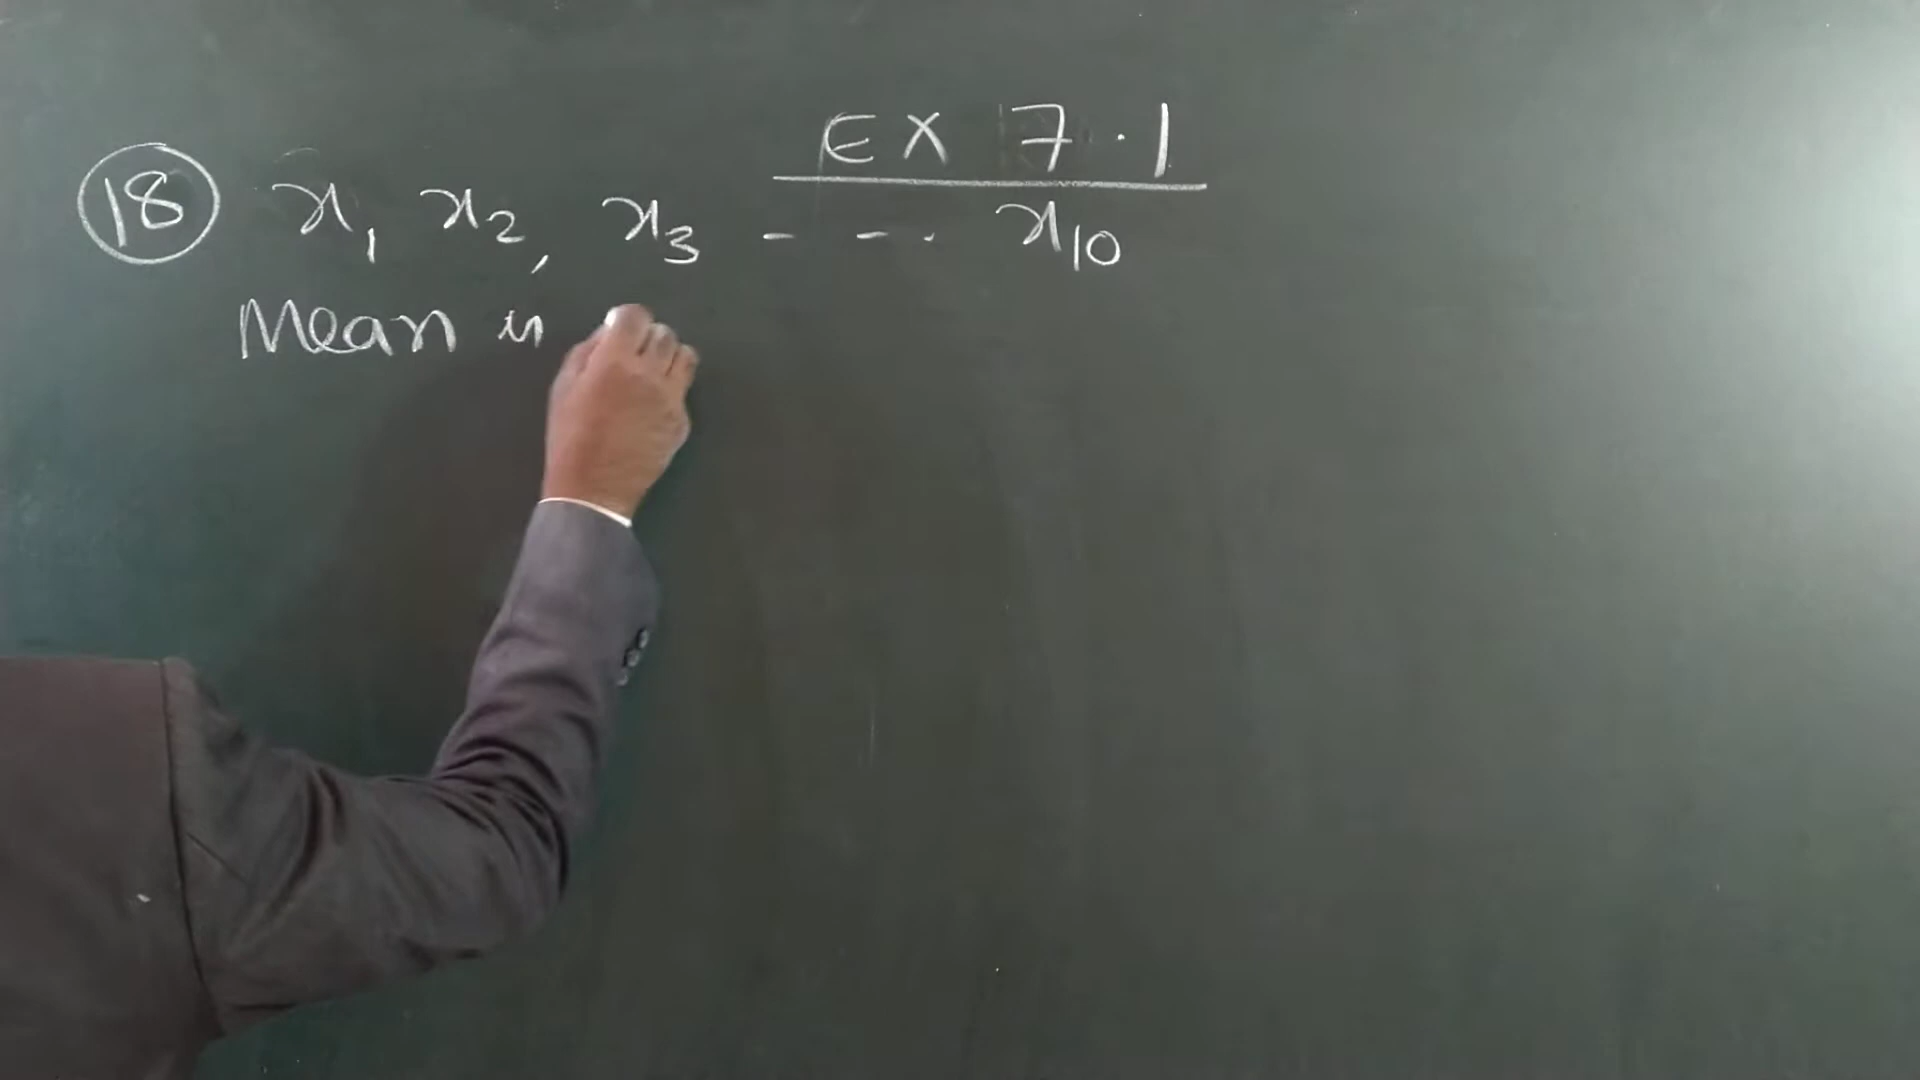 EX 7.1
18 x₁ x₂, x₃ - - .. x₁₀
Mean is